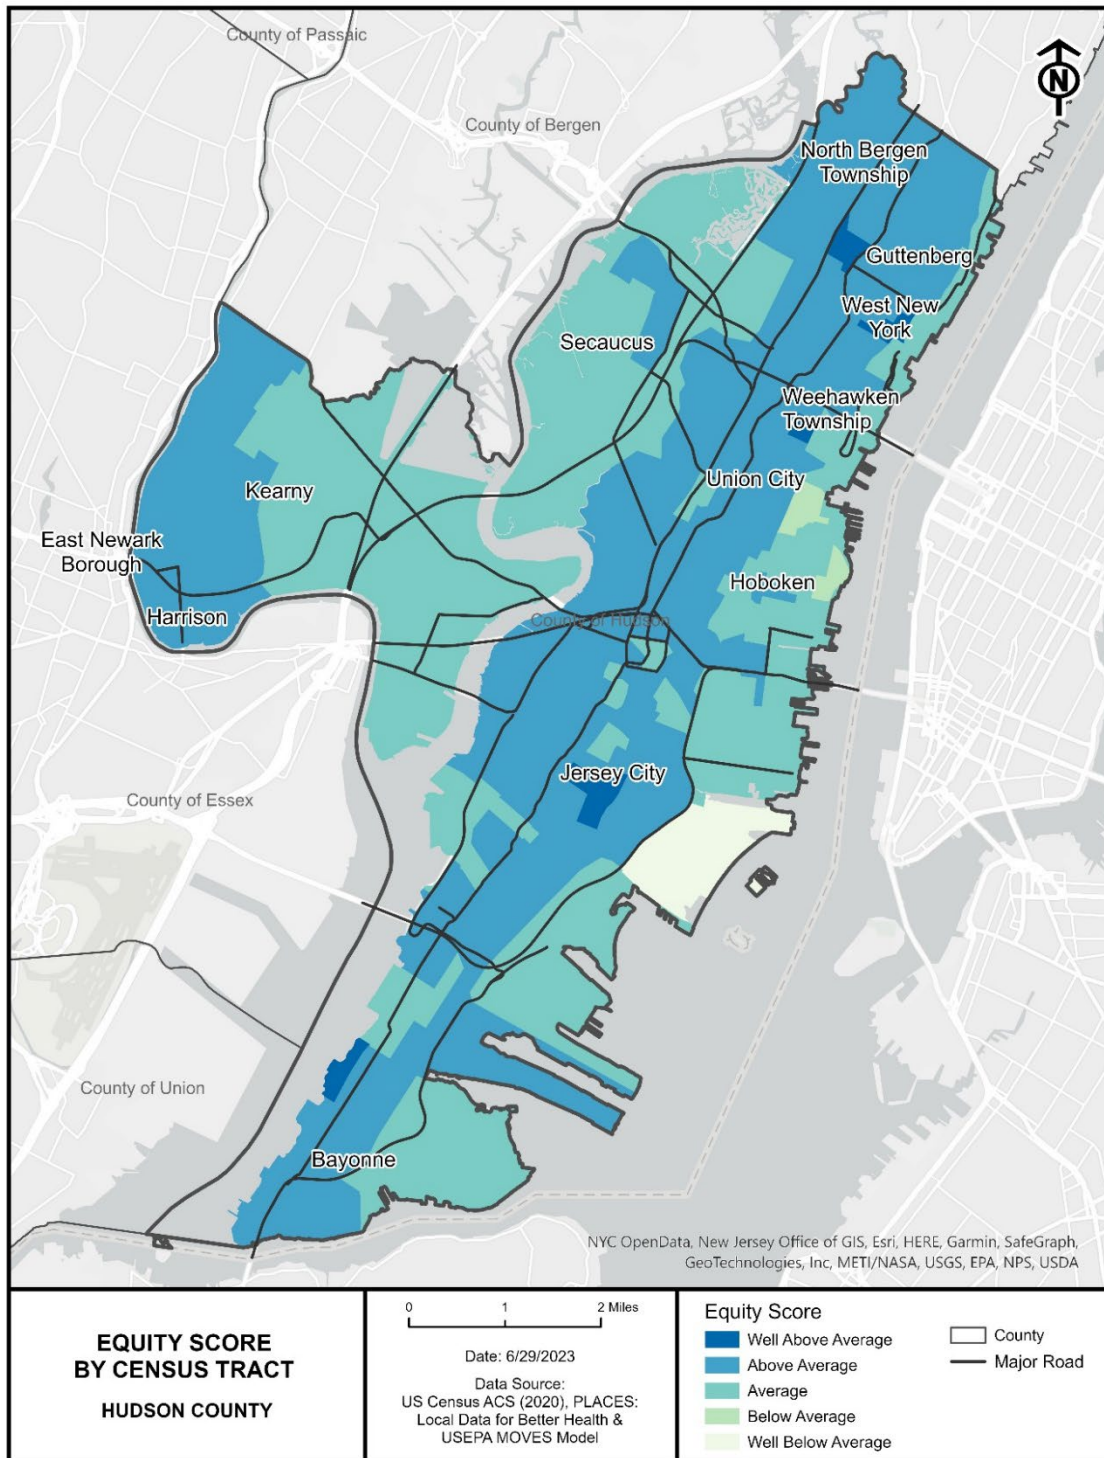 County of Passaic
County of Bergen
N
North Bergen
Township
Guttenberg
West New
York
Secaucus
Weehawken
Township
Union City
Kearny
East Newark
Borough
Hoboken
Harrison
County of Hudson
Jersey City
County of Essex
County of Union
Bayonne
NYC OpenData, New Jersey Office of GIS, Esri, HERE, Garmin, SafeGraph,
GeoTechnologies, Inc, METI/NASA, USGS, EPA, NPS, USDA
EQUITY SCORE
BY CENSUS TRACT
HUDSON COUNTY
0 1 2 Miles
Date: 6/29/2023
Data Source:
US Census ACS (2020), PLACES:
Local Data for Better Health &
USEPA MOVES Model
Equity Score
Well Above Average
Above Average
Average
Below Average
Well Below Average
County
Major Road